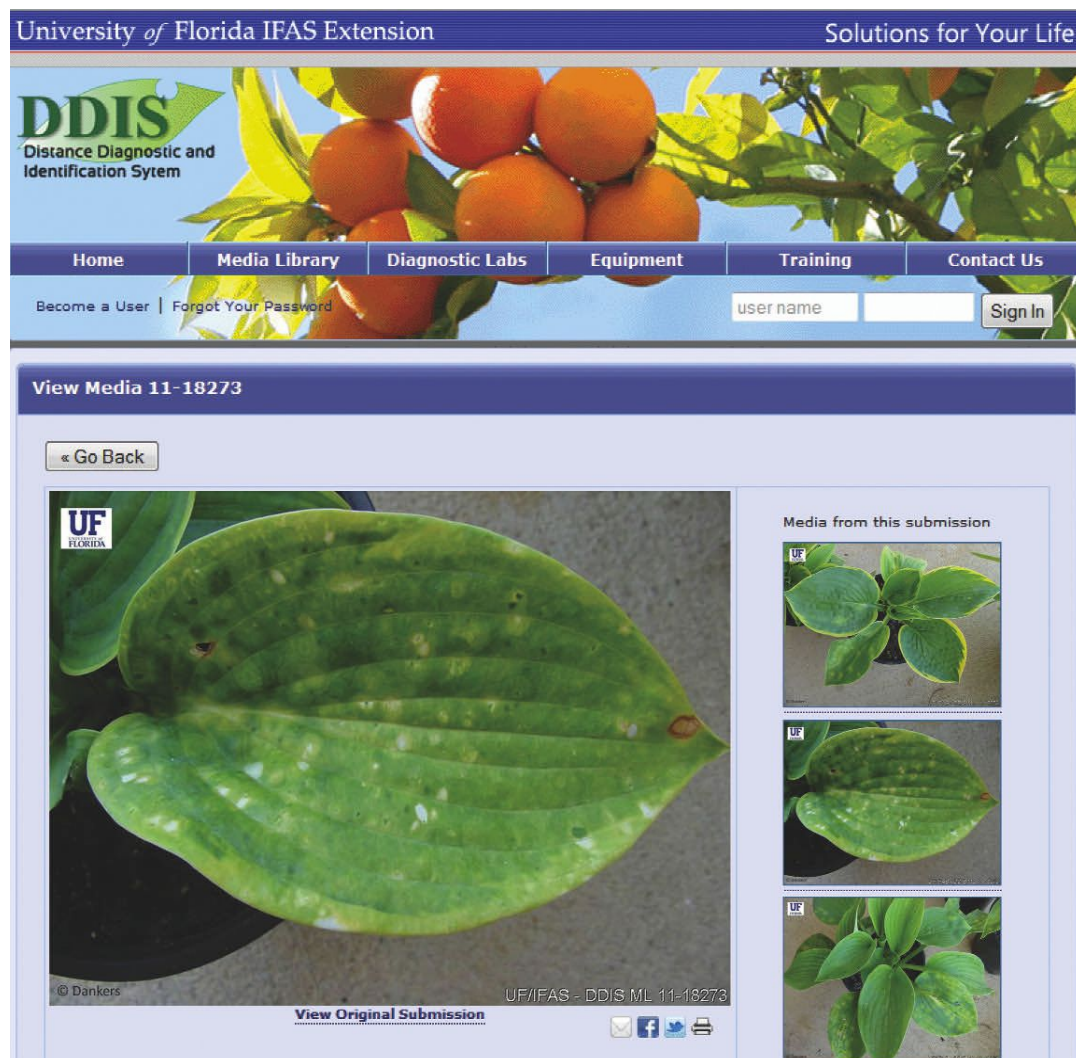 University of Florida IFAS Extension
Solutions for Your Life
DDIS
Distance Diagnostic and
Identification Sytem
Home
Media Library
Diagnostic Labs
Equipment
Training
Contact Us
Become a User | Forgot Your Password
user name
Sign In
View Media 11-18273
« Go Back
UF
UNIVERSITY of
FLORIDA
© Dankers
UF/IFAS - DDIS ML 11-18273
View Original Submission
Media from this submission
UF
UF
UF